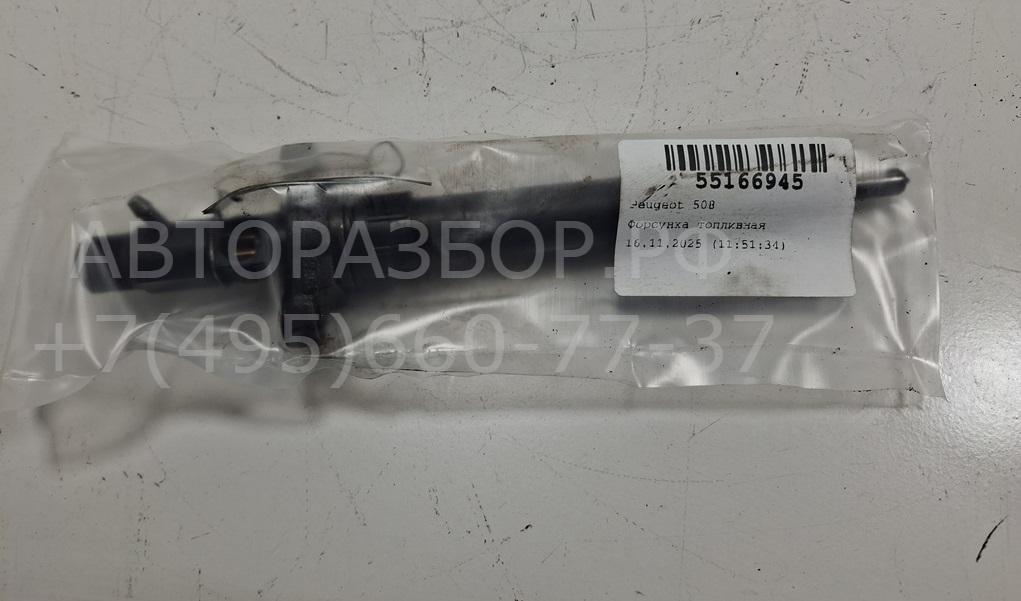 55166945
Peugeot 508
Форсунка топливная
16.11.2025 (11:51:34)
АВТОРАЗБОР.РФ
+7(495)660-77-37